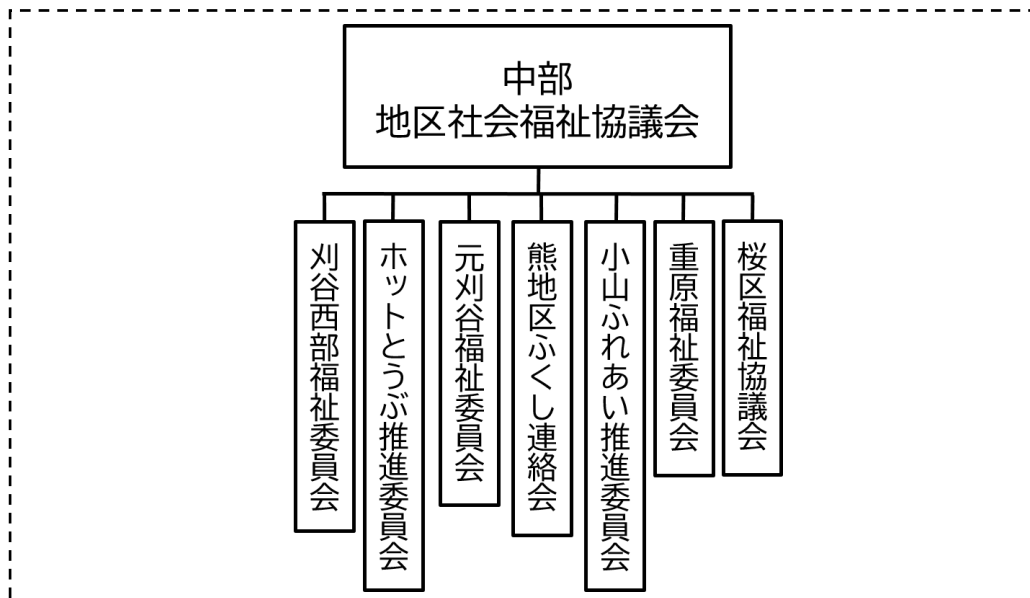 中部
地区社会福祉協議会
刈谷西部福祉委員会
ホットとうぶ推進委員会
元刈谷福祉委員会
熊地区ふくし連絡会
小山ふれあい推進委員会
重原福祉委員会
桜区福祉協議会